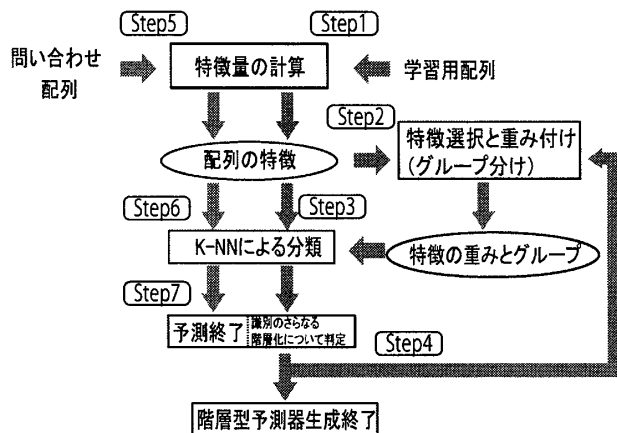 Step5
Step1
問い合わせ
配列
特徴量の計算
学習用配列
Step2
配列の特徴
特徴選択と重み付け
(グループ分け)
Step6
Step3
K-NNによる分類
特徴の重みとグループ
Step7
予測終了
識別のさらなる
階層化について判定
Step4
階層型予測器生成終了